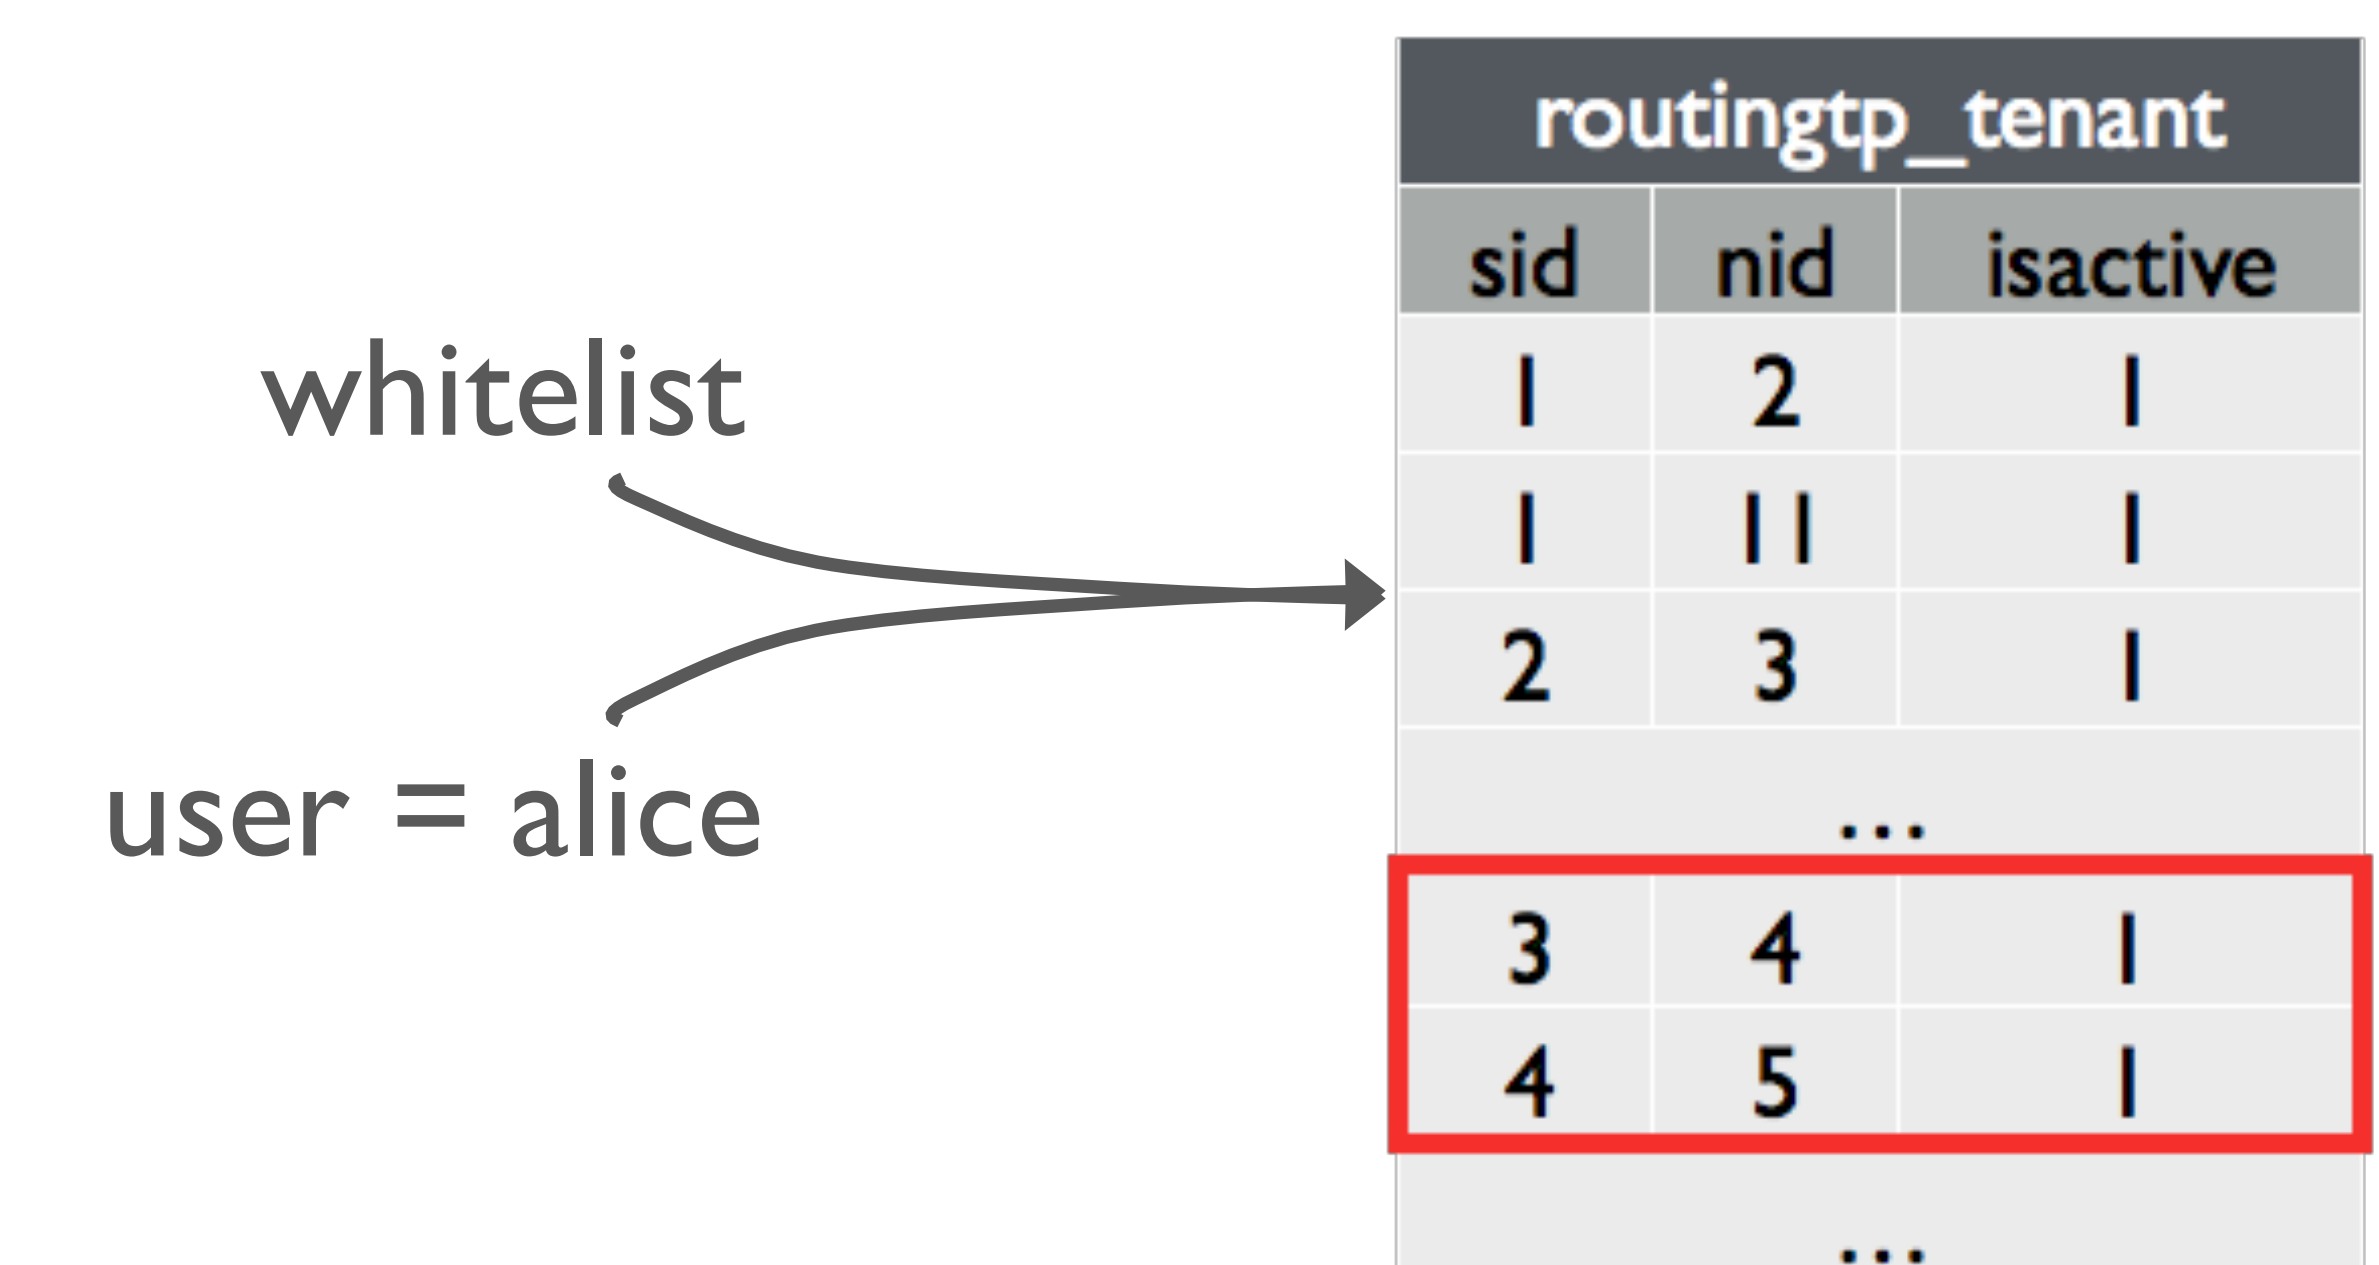 whitelist
user = alice
routingtp_tenant
sid nid isactive
1 2 1
1 11 1
2 3 1
...
3 4 1
4 5 1
...